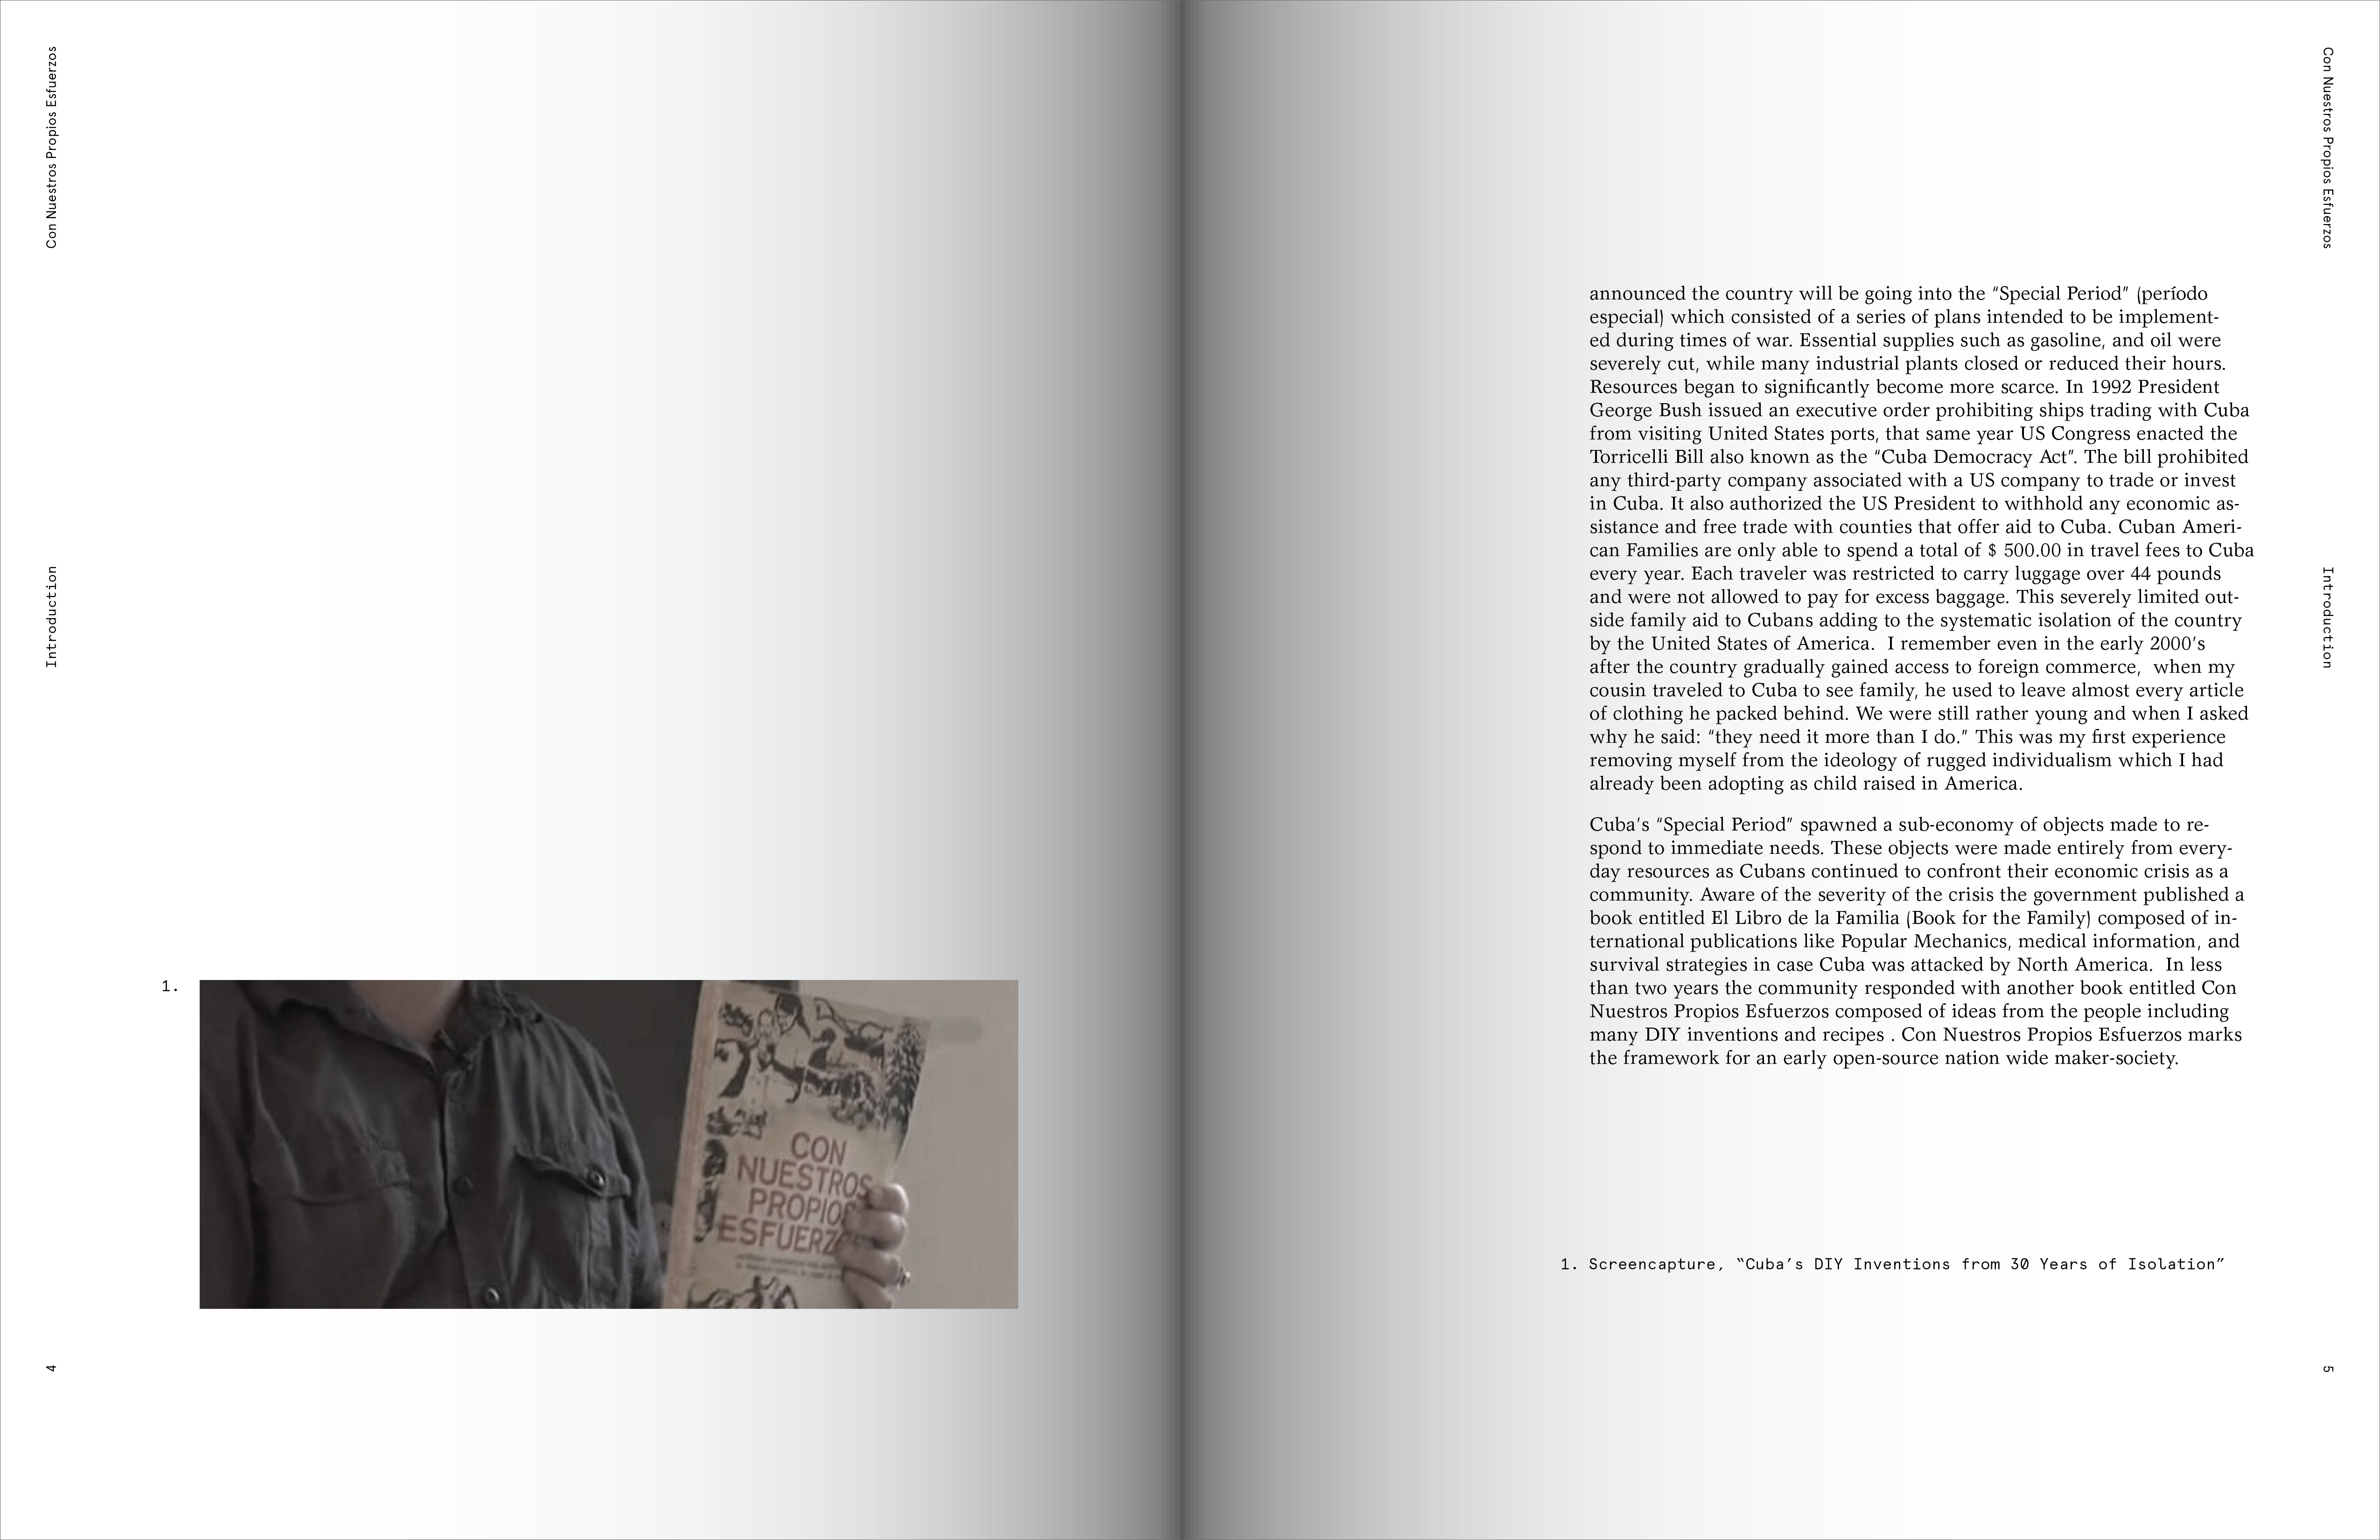 Con Nuestros Propios Esfuerzos
Introduction
4
1.
CON
NUESTROS
PROPIOS
Con Nuestros Propios Esfuerzos
Introduction
5
announced the country will be going into the “Special Period” (período
especial) which consisted of a series of plans intended to be implement-
ed during times of war. Essential supplies such as gasoline, and oil were
severely cut, while many industrial plants closed or reduced their hours.
Resources began to significantly become more scarce. In 1992 President
George Bush issued an executive order prohibiting ships trading with Cuba
from visiting United States ports, that same year US Congress enacted the
Torricelli Bill also known as the “Cuba Democracy Act”. The bill prohibited
any third-party company associated with a US company to trade or invest
in Cuba. It also authorized the US President to withhold any economic as-
sistance and free trade with counties that offer aid to Cuba. Cuban Ameri-
can Families are only able to spend a total of $ 500.00 in travel fees to Cuba
every year. Each traveler was restricted to carry luggage over 44 pounds
and were not allowed to pay for excess baggage. This severely limited out-
side family aid to Cubans adding to the systematic isolation of the country
by the United States of America.  I remember even in the early 2000’s
after the country gradually gained access to foreign commerce,  when my
cousin traveled to Cuba to see family, he used to leave almost every article
of clothing he packed behind. We were still rather young and when I asked
why he said: “they need it more than I do.” This was my first experience
removing myself from the ideology of rugged individualism which I had
already been adopting as child raised in America.
Cuba’s “Special Period” spawned a sub-economy of objects made to re-
spond to immediate needs. These objects were made entirely from every-
day resources as Cubans continued to confront their economic crisis as a
community. Aware of the severity of the crisis the government published a
book entitled El Libro de la Familia (Book for the Family) composed of in-
ternational publications like Popular Mechanics, medical information, and
survival strategies in case Cuba was attacked by North America.  In less
than two years the community responded with another book entitled Con
Nuestros Propios Esfuerzos composed of ideas from the people including
many DIY inventions and recipes . Con Nuestros Propios Esfuerzos marks
the framework for an early open-source nation wide maker-society.
1. Screencapture, “Cuba’s DIY Inventions from 30 Years of Isolation”